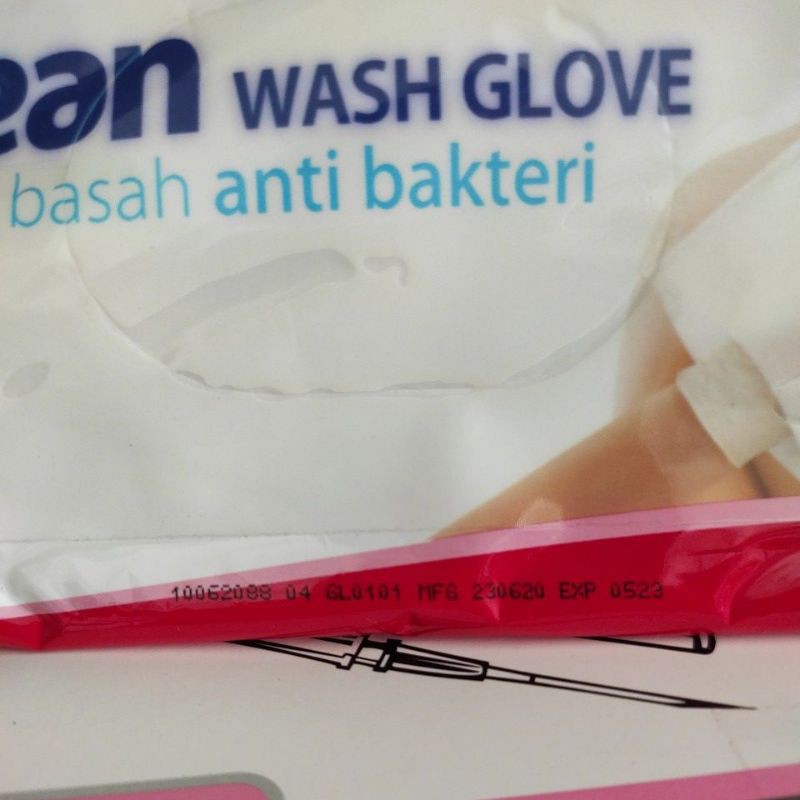 ean WASH GLOVE
basah anti bakteri
10062088 04 GL0101 MFG 230620 EXP 0523